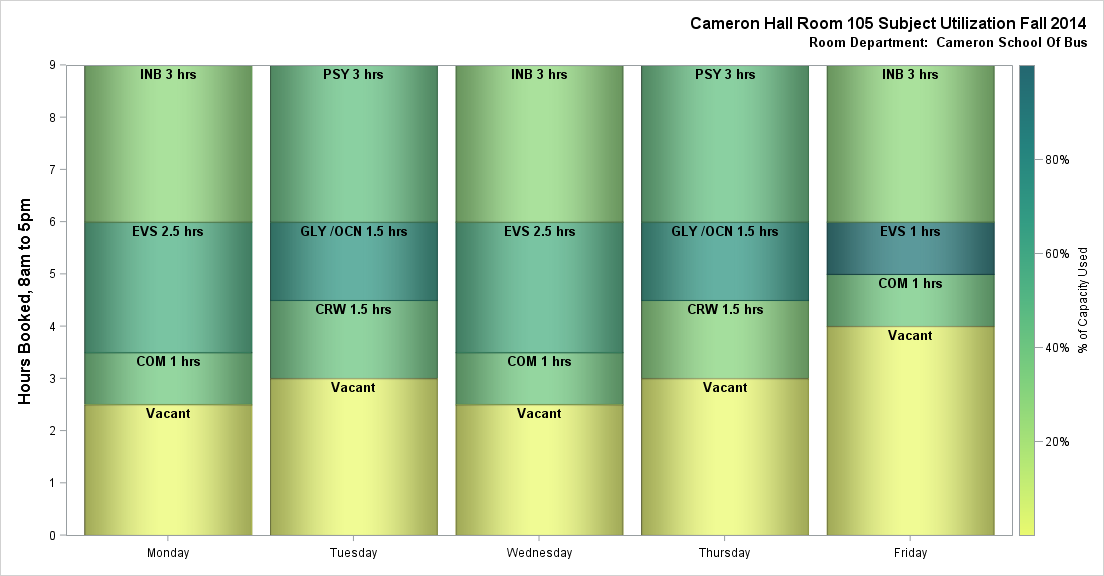 Cameron Hall Room 105 Subject Utilization Fall 2014
Room Department: Cameron School Of Bus
Hours Booked, 8am to 5pm
9
8
7
6
5
4
3
2
1
0
INB 3 hrs
EVS 2.5 hrs
COM 1 hrs
Vacant
PSY 3 hrs
GLY /OCN 1.5 hrs
CRW 1.5 hrs
Vacant
INB 3 hrs
EVS 2.5 hrs
COM 1 hrs
Vacant
PSY 3 hrs
GLY /OCN 1.5 hrs
CRW 1.5 hrs
Vacant
INB 3 hrs
EVS 1 hrs
COM 1 hrs
Vacant
Monday
Tuesday
Wednesday
Thursday
Friday
80%
60%
40%
20%
% of Capacity Used